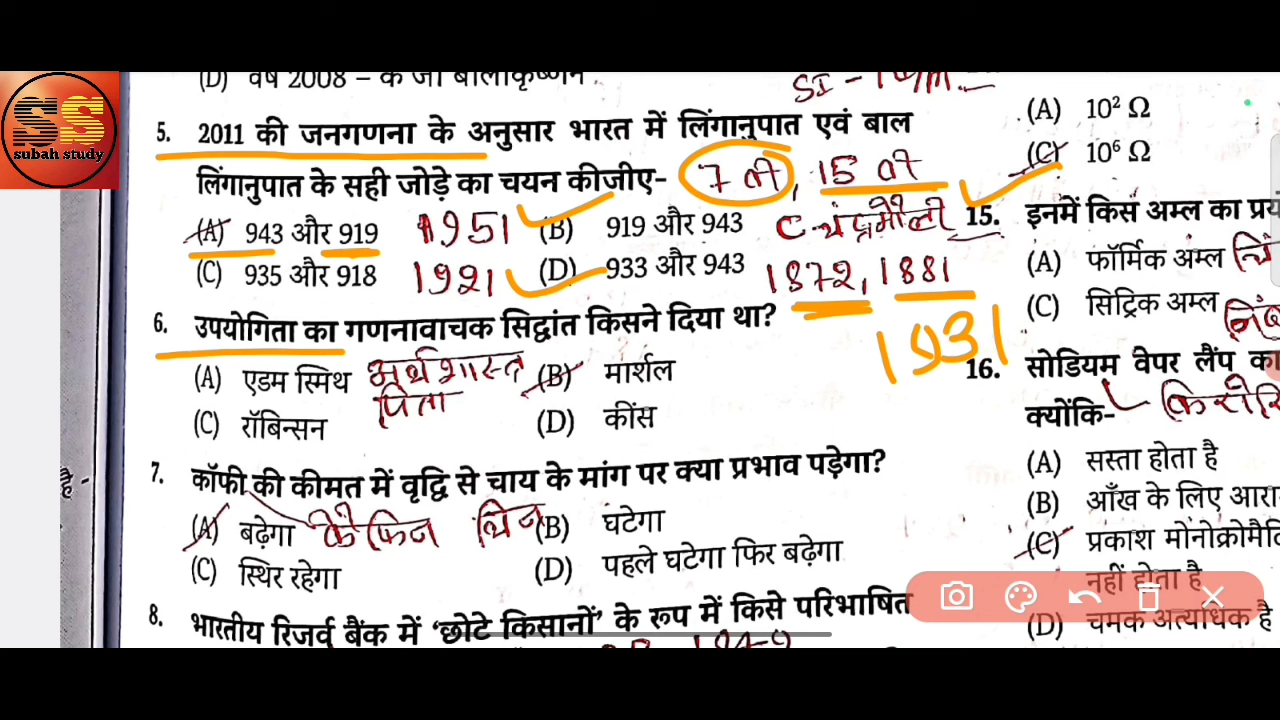 SS
subah study
(D) वर्ष 2008 – के जी बालाकृष्णन
5. 2011 की जनगणना के अनुसार भारत में लिंगानुपात एवं बाल
लिंगानुपात के सही जोड़े का चयन कीजीए- 7 वी, 15 वी
(A) 943 और 919 1951 (B) 919 और 943 C. चंद्रमौली
(C) 935 और 918 1921 (D) 933 और 943 1872, 1881
1931
6. उपयोगिता का गणनावाचक सिद्वांत किसने दिया था?
(A) एडम स्मिथ अर्थशास्त्र पिता (B) मार्शल
(C) रॉबिन्सन (D) कींस
7. कॉफी की कीमत में वृद्धि से चाय के मांग पर क्या प्रभाव पड़ेगा?
(A) बढ़ेगा कैफिन (B) घटेगा
(C) स्थिर रहेगा (D) पहले घटेगा फिर बढ़ेगा
8. भारतीय रिजर्व बैंक में ‘छोटे किसानों’ के रूप में किसे परिभाषित
है -
(A) 10² Ω
(C) 10⁶ Ω
15. इनमें किस अम्ल का
(A) फॉर्मिक अम्ल
(C) सिट्रिक अम्ल
16. सोडियम वेपर लैंप
क्योंकि-
(A) सस्ता होता है
(B) आँख के लिए
(C) प्रकाश
नहीं होता है
(D) चमक अत्यधिक है